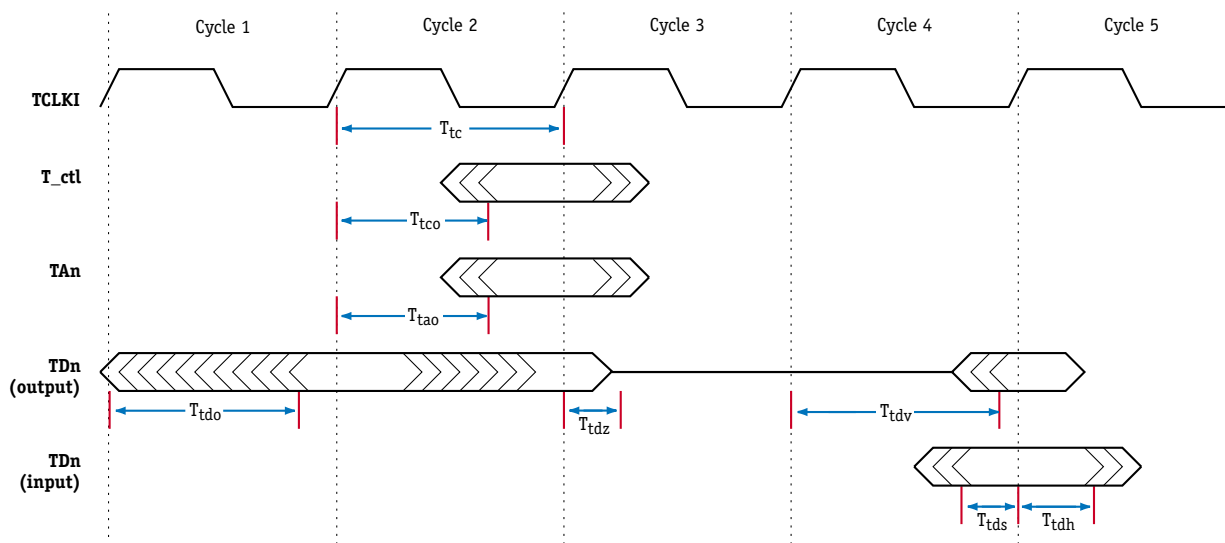 Cycle 1 Cycle 2 Cycle 3 Cycle 4 Cycle 5
TCLKI
Ttc
T_ctl
Ttco
TAn
Ttao
TDn
(output)
Ttdo
Ttdz
Ttdv
TDn
(input)
Ttds Ttdh